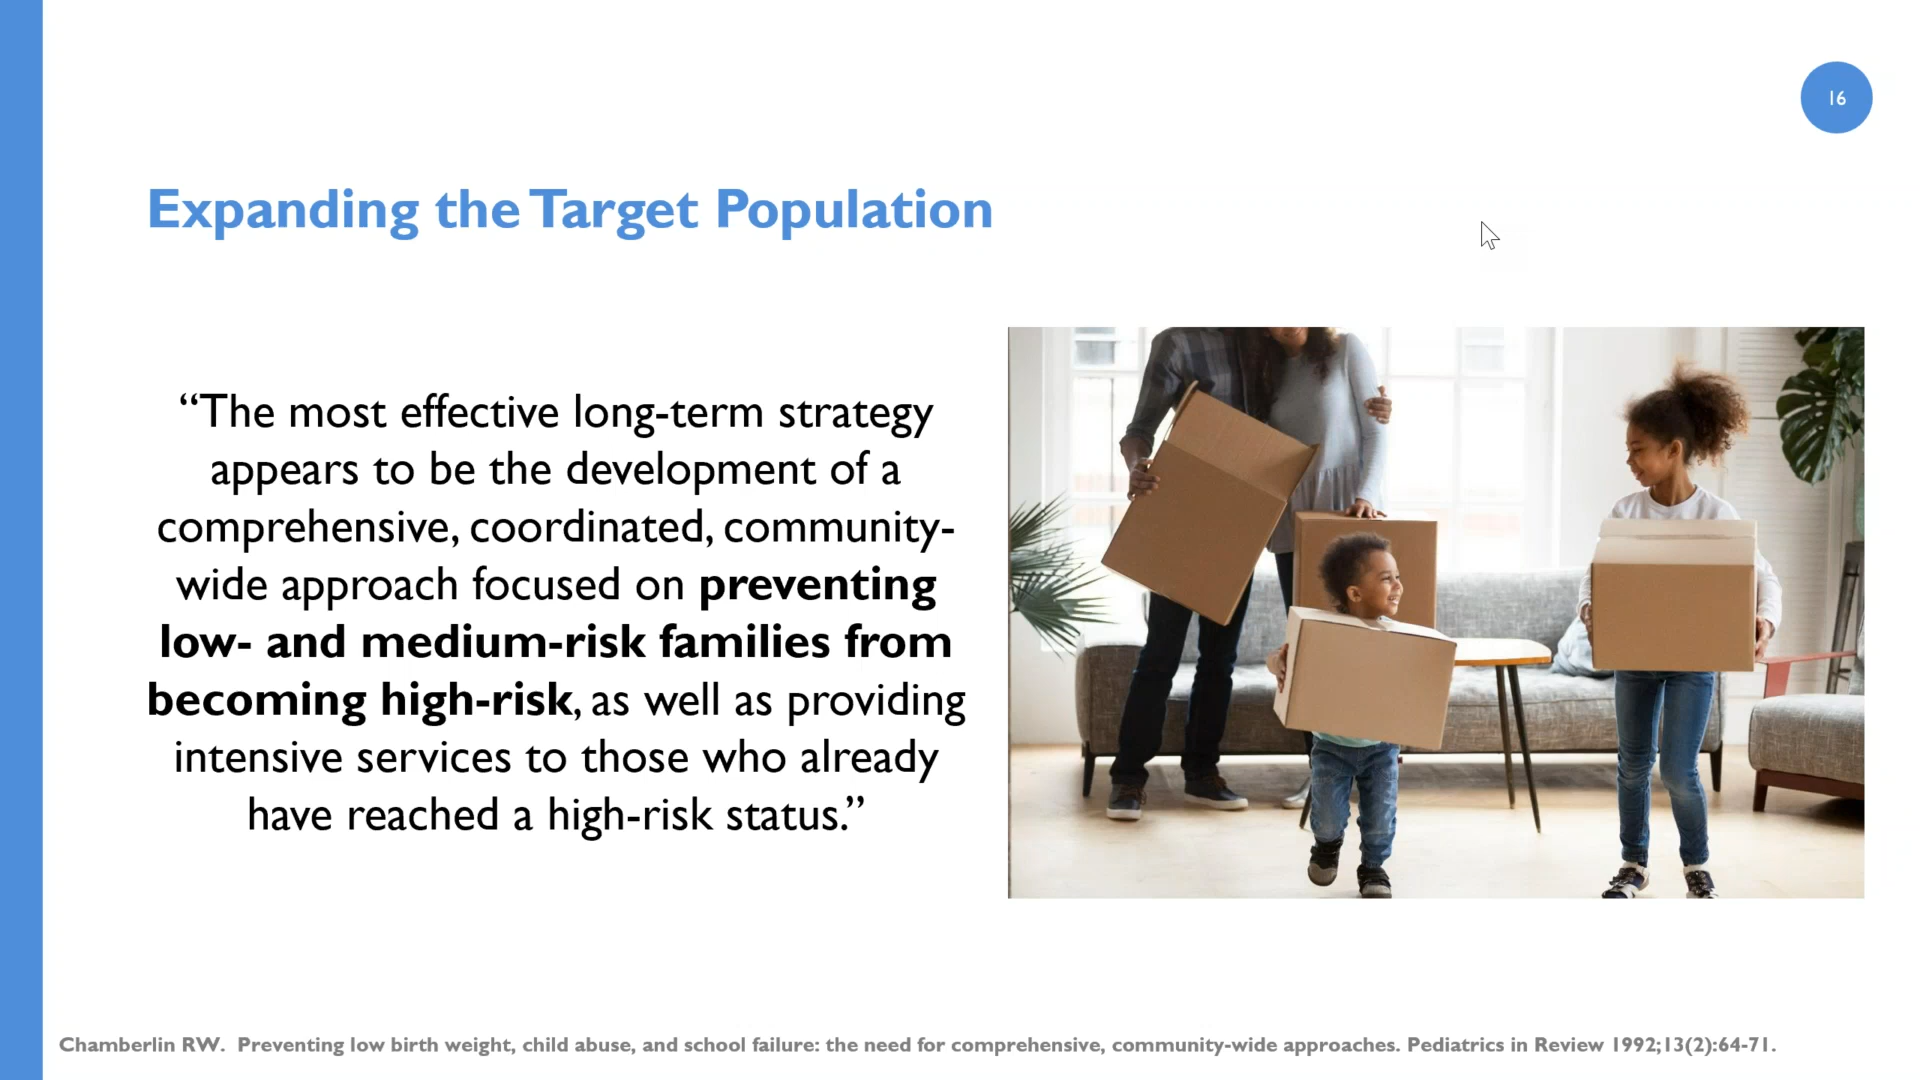 16
Expanding the Target Population
“The most effective long-term strategy
appears to be the development of a
comprehensive, coordinated, community-
wide approach focused on preventing
low- and medium-risk families from
becoming high-risk, as well as providing
intensive services to those who already
have reached a high-risk status.”
Chamberlin RW.  Preventing low birth weight, child abuse, and school failure: the need for comprehensive, community-wide approaches. Pediatrics in Review 1992;13(2):64-71.